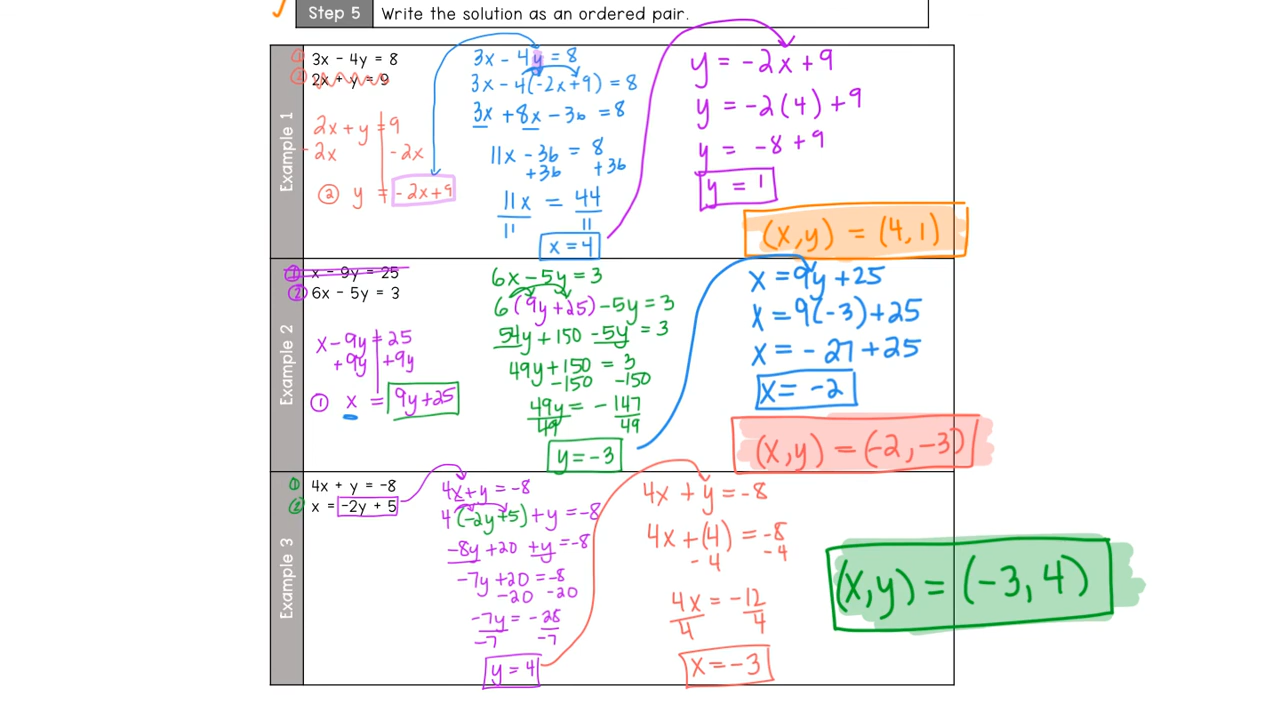 Step 5 Write the solution as an ordered pair.
Example 1
① 3x - 4y = 8
② 2x + y = 9
2x + y = 9
- 2x - 2x
② y = - 2x+9
3x - 4y = 8
3x - 4(-2x+9) = 8
3x + 8x - 36 = 8
11x - 36 = 8
+36 +36
11x = 44
11 11
x = 4
y = -2x+9
y = -2(4)+9
y = -8+9
y = 1
(x,y) = (4,1)
Example 2
① x - 9y = 25
② 6x - 5y = 3
x - 9y = 25
+9y +9y
① x = 9y+25
6x - 5y = 3
6(9y+25) - 5y = 3
54y + 150 - 5y = 3
49y + 150 = 3
-150 -150
49y = - 147
49 49
y = -3
x = 9y + 25
x = 9(-3) + 25
x = - 27 + 25
x = -2
(x,y) = (-2,-3)
Example 3
① 4x + y = -8
② x = -2y + 5
4x + y = -8
4(-2y+5) + y = -8
-8y + 20 + y = -8
-7y + 20 = -8
-20 -20
-7y = -28
-7 -7
y = 4
4x + y = -8
4x + (4) = -8
- 4 - 4
4x = -12
4 4
x = -3
(x,y) = (-3,4)